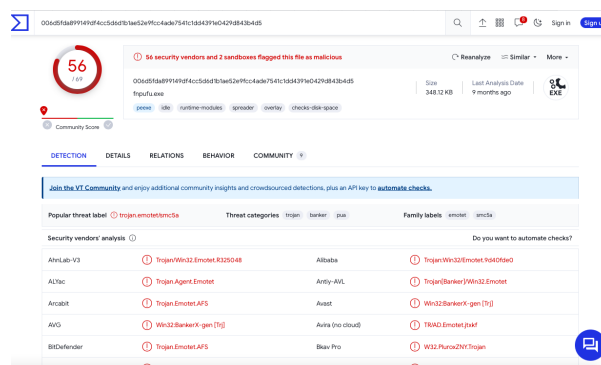 006d5fda899149df4cc5d6d1b1ae52e9fcc4ade7541c1dd4391e0429d843b4d5
6
Sign in
Sign u
56
/ 69
Community Score
56 security vendors and 2 sandboxes flagged this file as malicious
Reanalyze
Similar
More
006d5fda899149df4cc5d6d1b1ae52e9fcc4ade7541c1dd4391e0429d843b4d5
fnpufu.exe
peexe
idle
runtime-modules
spreader
overlay
checks-disk-space
Size
348.12 KB
Last Analysis Date
9 months ago
EXE
DETECTION
DETAILS
RELATIONS
BEHAVIOR
COMMUNITY 9
Join the VT Community and enjoy additional community insights and crowdsourced detections, plus an API key to automate checks.
Popular threat label trojan.emotet/smc5a
Threat categories trojan banker pua
Family labels emotet smc5a
Security vendors' analysis
Do you want to automate checks?
AhnLab-V3 Trojan/Win32.Emotet.R325048
Alibaba Trojan:Win32/Emotet.9d40fde0
ALYac Trojan.Agent.Emotet
Antiy-AVL Trojan[Banker]/Win32.Emotet
Arcabit Trojan.Emotet.AFS
Avast Win32:BankerX-gen [Trj]
AVG Win32:BankerX-gen [Trj]
Avira (no cloud) TR/AD.Emotet.jtxkf
BitDefender Trojan.Emotet.AFS
Bkav Pro W32.PluroxZNY.Trojan